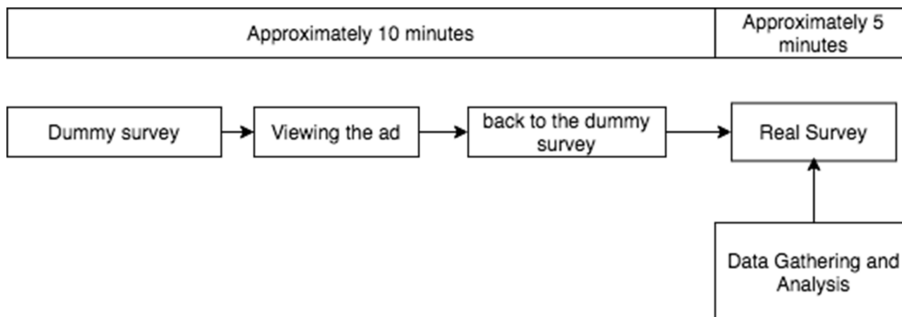 Approximately 10 minutes
Approximately 5
minutes
Dummy survey
Viewing the ad
back to the dummy
survey
Real Survey
Data Gathering and
Analysis